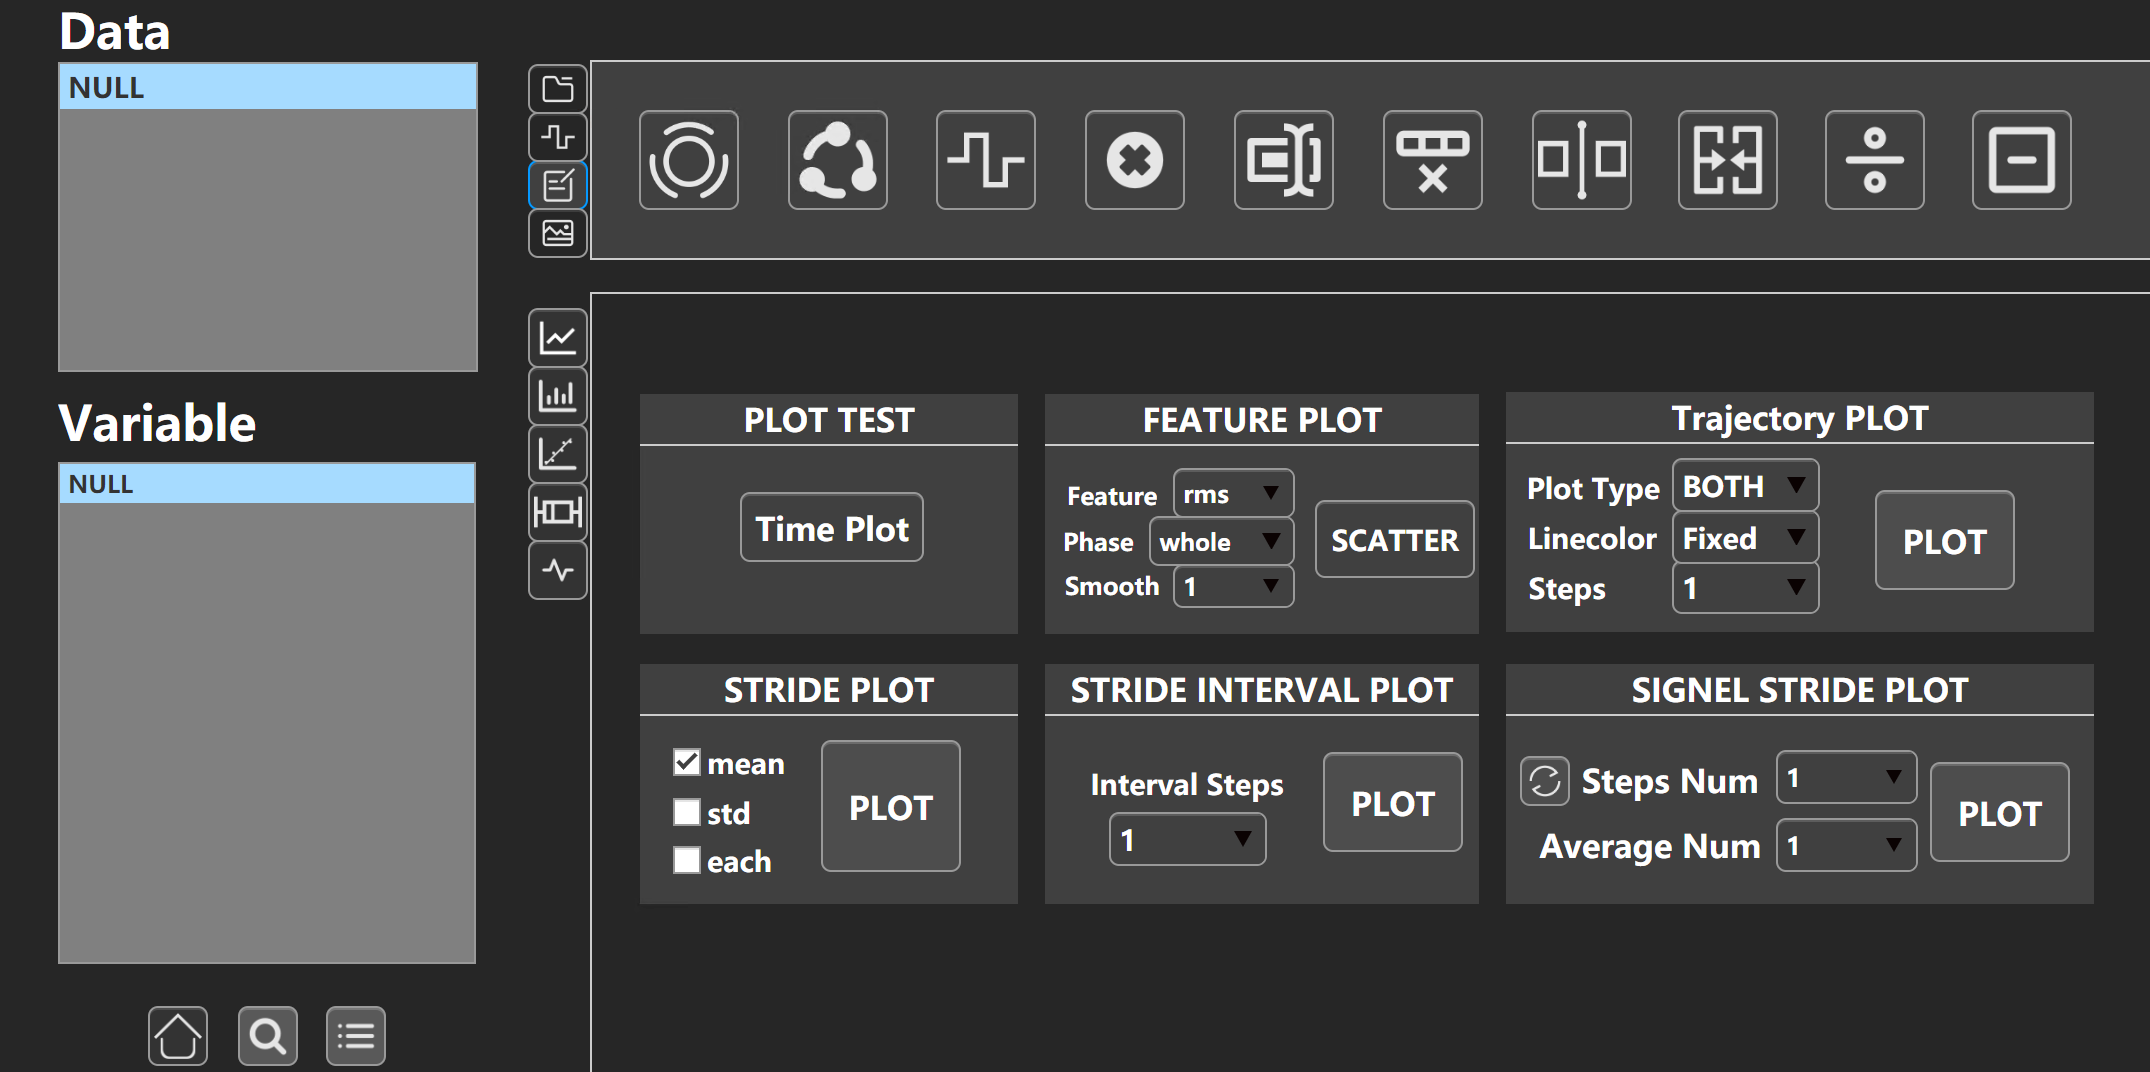 Data
NULL
Variable
NULL
PLOT TEST
Time Plot
FEATURE PLOT
Feature rms
Phase whole
Smooth 1
SCATTER
Trajectory PLOT
Plot Type BOTH
Linecolor Fixed
Steps 1
PLOT
STRIDE PLOT
mean
std
each
PLOT
STRIDE INTERVAL PLOT
Interval Steps
1
PLOT
SIGNEL STRIDE PLOT
Steps Num 1
Average Num 1
PLOT